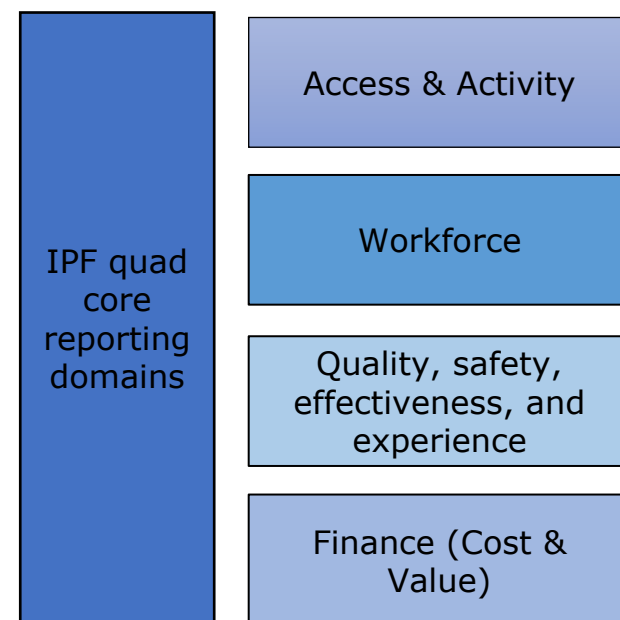 IPF quad
core
reporting
domains
Access & Activity
Workforce
Quality, safety,
effectiveness, and
experience
Finance (Cost &
Value)